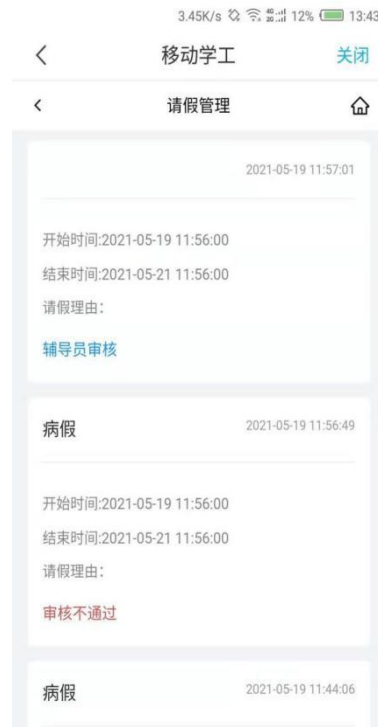 3.45K/s 12% 13:43
移动学工 关闭
请假管理
2021-05-19 11:57:01
开始时间:2021-05-19 11:56:00
结束时间:2021-05-21 11:56:00
请假理由:
辅导员审核
病假 2021-05-19 11:56:49
开始时间:2021-05-19 11:56:00
结束时间:2021-05-21 11:56:00
请假理由:
审核不通过
病假 2021-05-19 11:44:06